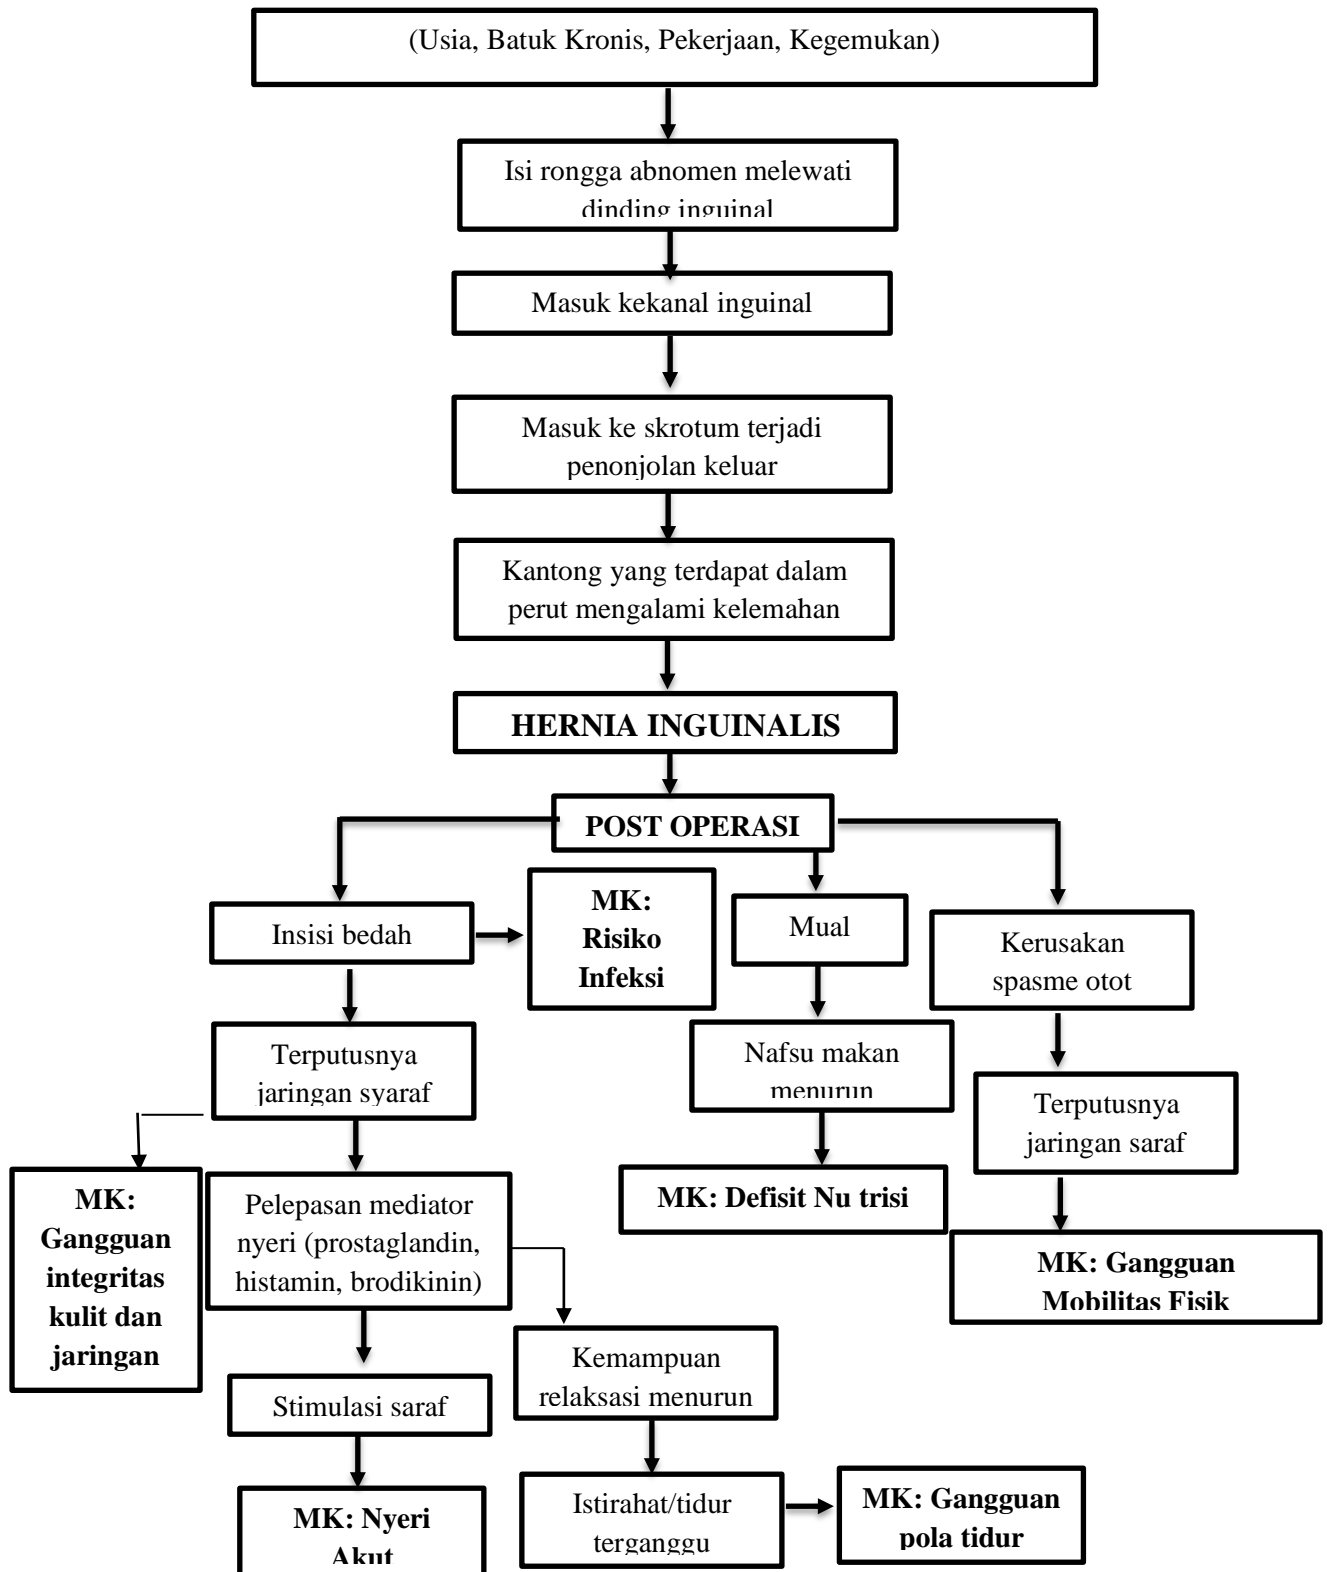 (Usia, Batuk Kronis, Pekerjaan, Kegemukan)
Isi rongga abnomen melewati
dinding inguinal
Masuk kekanal inguinal
Masuk ke skrotum terjadi
penonjolan keluar
Kantong yang terdapat dalam
perut mengalami kelemahan
HERNIA INGUINALIS
POST OPERASI
Insisi bedah
MK:
Risiko
Infeksi
Mual
Kerusakan
spasme otot
Terputusnya
jaringan syaraf
Nafsu makan
menurun
Terputusnya
jaringan saraf
MK:
Gangguan
integritas
kulit dan
jaringan
Pelepasan mediator
nyeri (prostaglandin,
histamin, brodikinin)
MK: Defisit Nu trisi
MK: Gangguan
Mobilitas Fisik
Stimulasi saraf
Kemampuan
relaksasi menurun
MK: Nyeri
Akut
Istirahat/tidur
terganggu
MK: Gangguan
pola tidur